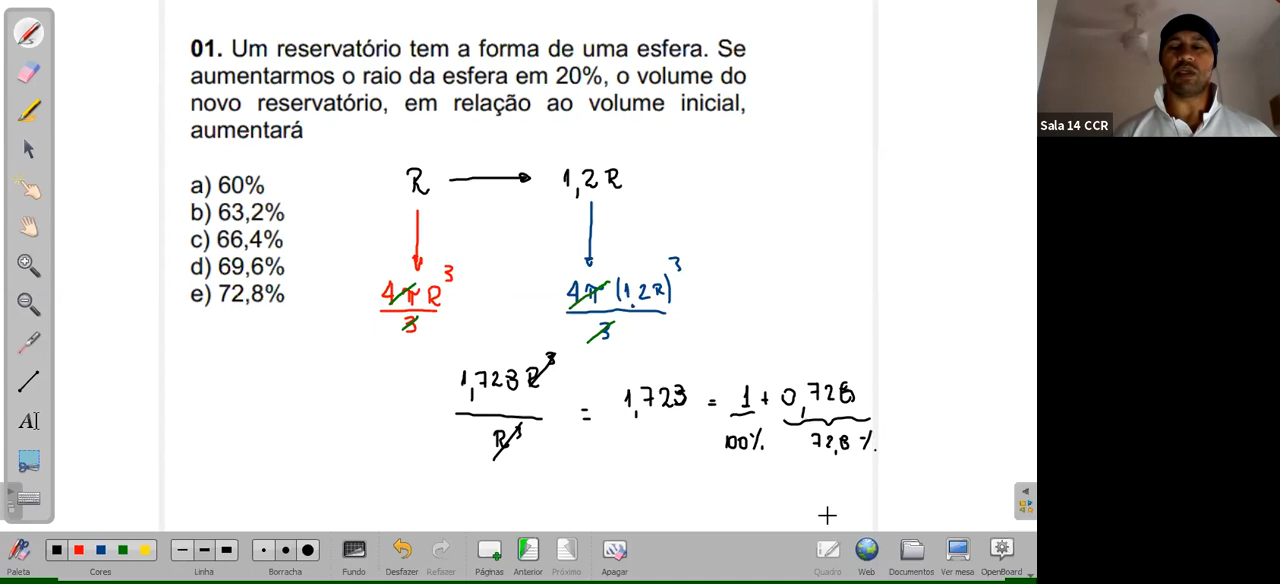 01. Um reservatório tem a forma de uma esfera. Se
aumentarmos o raio da esfera em 20%, o volume do
novo reservatório, em relação ao volume inicial,
aumentará
a) 60%
b) 63,2%
c) 66,4%
d) 69,6%
e) 72,8%
R → 1,2 R
4π R³
3
4π (1,2R)³
3
1,728 R³
R³
= 1,728 = 1 + 0,728
100% 72,8 %
Sala 14 CCR
AI
Paleta Cores Linha Borracha Fundo Desfazer Refazer Páginas Anterior Próximo Apagar Quadro Web Documentos Ver mesa OpenBoard